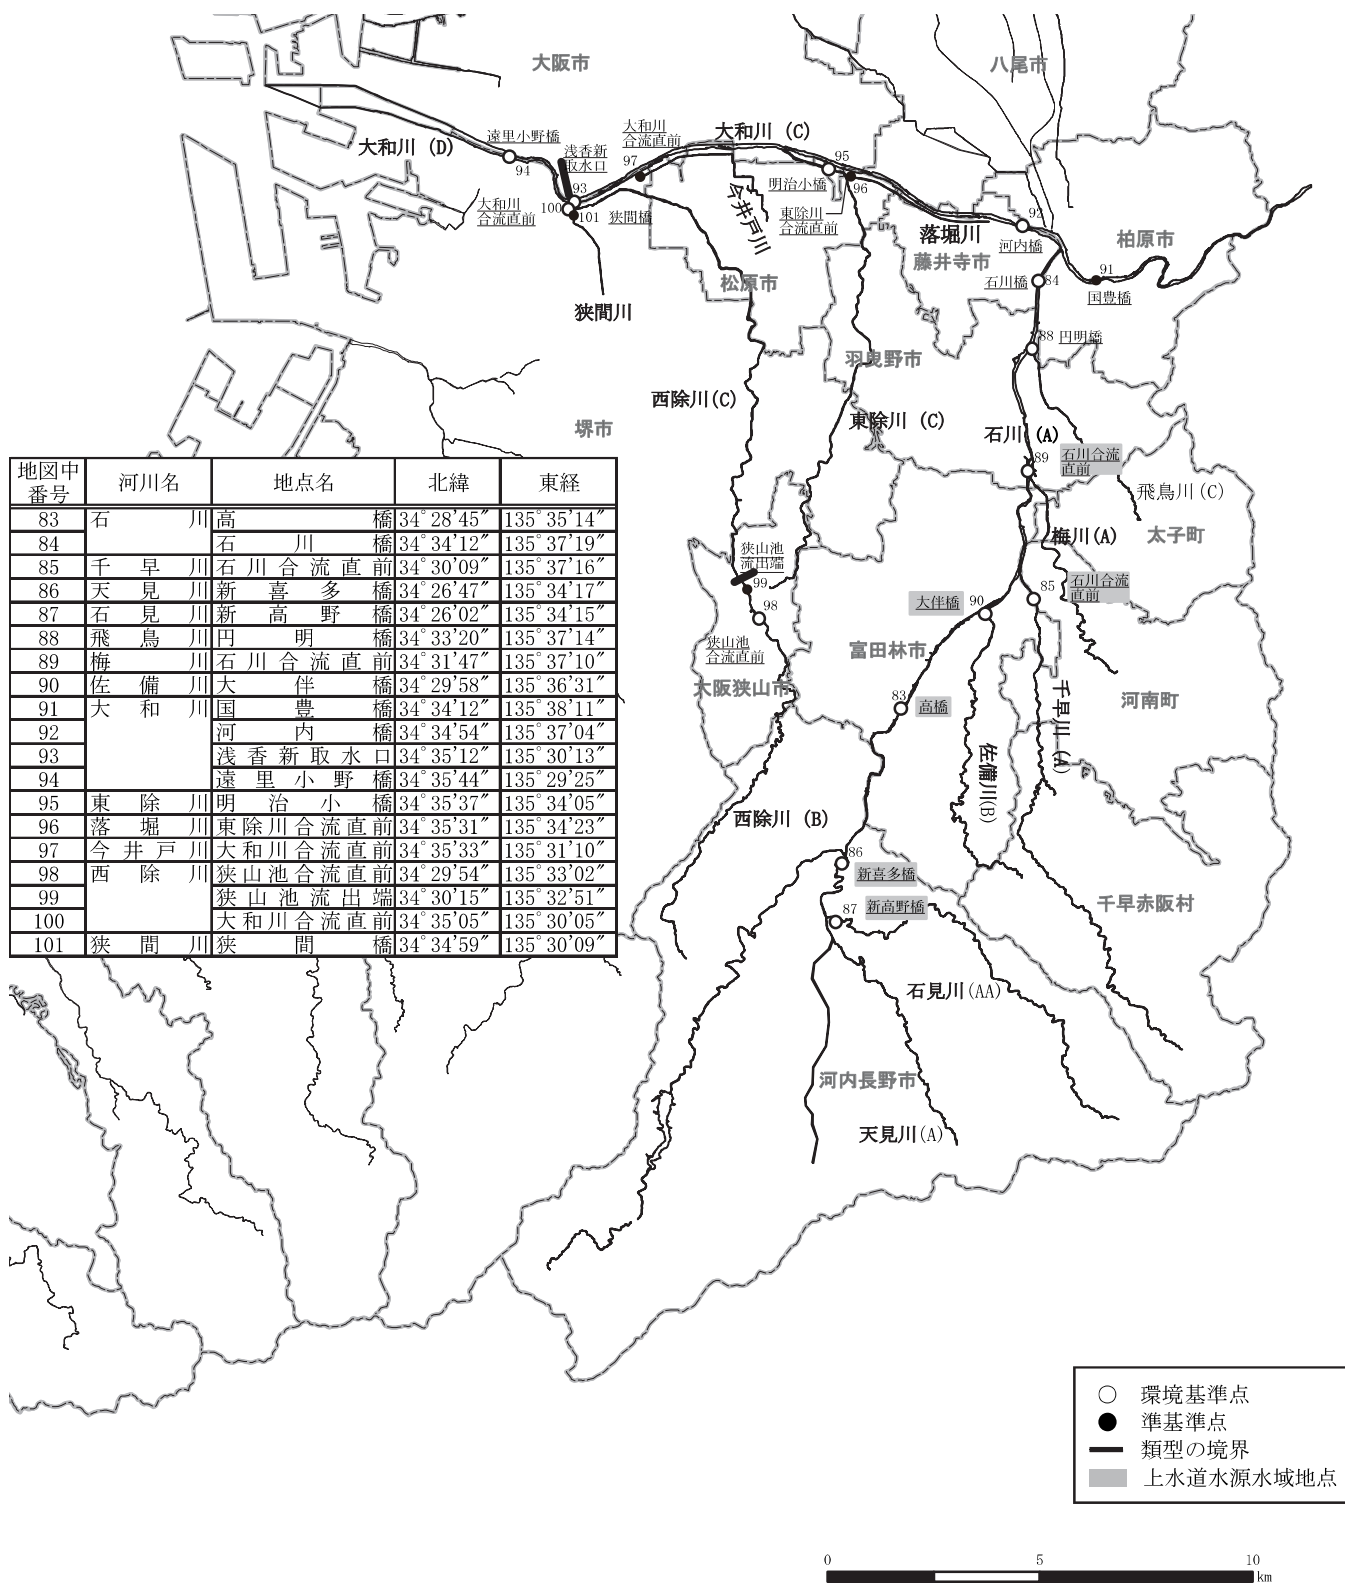 大阪市
八尾市
大和川
合流直前
大和川 (C)
遠里小野橋
大和川 (D)
浅香新
取水口
97
95
94
明治小橋
96
93
大和川
合流直前
100
101
狭間橋
今井戸川
東除川
合流直前
落堀川
92
河内橋
柏原市
藤井寺市
91
松原市
石川橋
84
国豊橋
狭間川
88
円明橋
羽曳野市
西除川(C)
東除川 (C)
堺市
石川 (A)
89
石川合流
直前
飛鳥川(C)
梅川(A)
太子町
狭山池
流出端
99
石川合流
直前
85
大伴橋
90
98
狭山池
合流直前
富田林市
大阪狭山市
83
高橋
千早川 (A)
河南町
佐備川(B)
西除川 (B)
86
新喜多橋
87
新高野橋
千早赤阪村
石見川(AA)
河内長野市
天見川(A)
地図中番号 河川名 地点名 北緯 東経
83 石川 高橋 34°28′45″ 135°35′14″
84 石川橋 34°34′12″ 135°37′19″
85 千早川 石川合流直前 34°30′09″ 135°37′16″
86 天見川 新喜多橋 34°26′47″ 135°34′17″
87 石見川 新高野橋 34°26′02″ 135°34′15″
88 飛鳥川 円明橋 34°33′20″ 135°37′14″
89 梅川 石川合流直前 34°31′47″ 135°37′10″
90 佐備川 大伴橋 34°29′58″ 135°36′31″
91 大和川 国豊橋 34°34′12″ 135°38′11″
92 河内橋 34°34′54″ 135°37′04″
93 浅香新取水口 34°35′12″ 135°30′13″
94 遠里小野橋 34°35′44″ 135°29′25″
95 東除川 明治小橋 34°35′37″ 135°34′05″
96 落堀川 東除川合流直前 34°35′31″ 135°34′23″
97 今井戸川 大和川合流直前 34°35′33″ 135°31′10″
98 西除川 狭山池合流直前 34°29′54″ 135°33′02″
99 狭山池流出端 34°30′15″ 135°32′51″
100 大和川合流直前 34°35′05″ 135°30′05″
101 狭間川 狭間橋 34°34′59″ 135°30′09″
環境基準点
準基準点
類型の境界
上水道水源水域地点
0 5 10
km